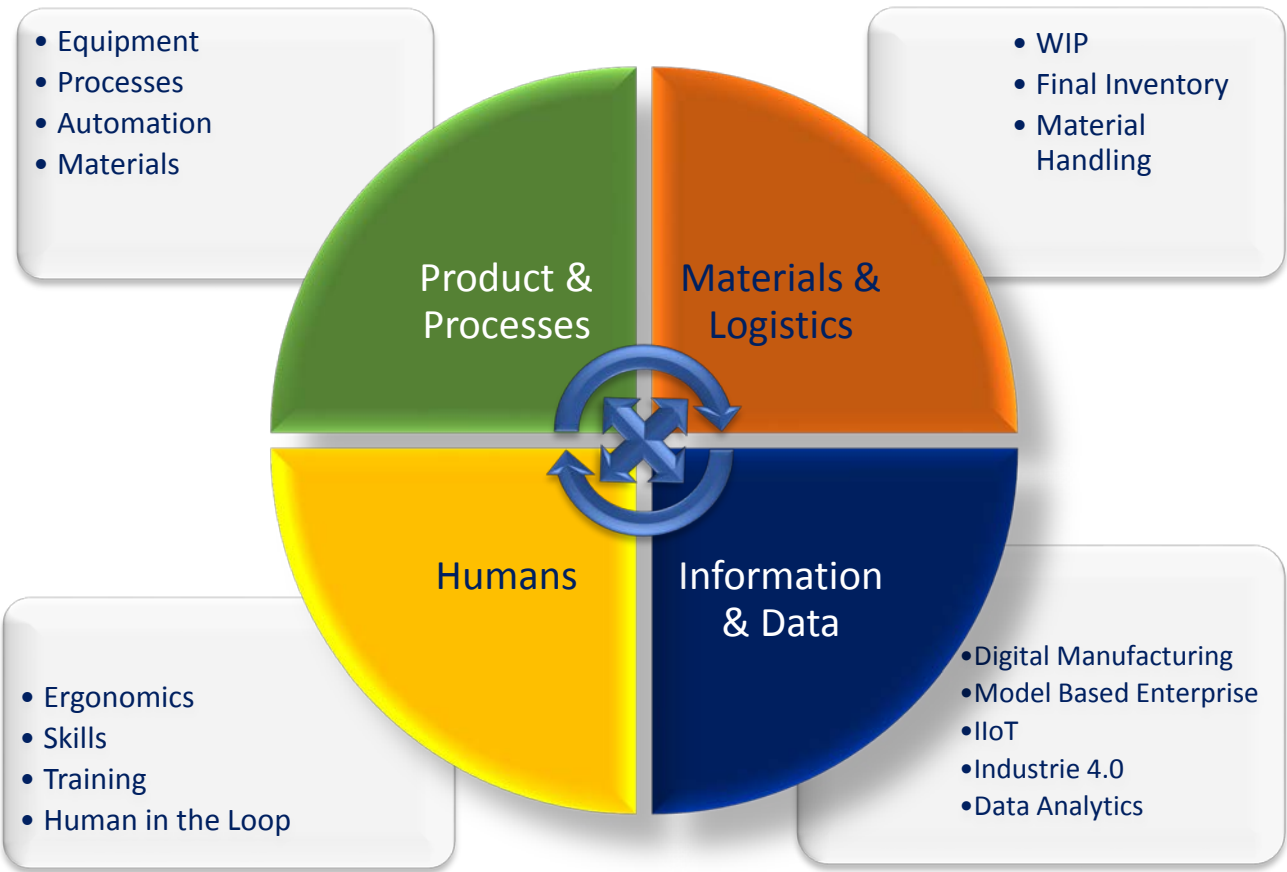 • Equipment
• Processes
• Automation
• Materials
• WIP
• Final Inventory
• Material
Handling
Product &
Processes
Materials &
Logistics
Humans
Information
& Data
• Ergonomics
• Skills
• Training
• Human in the Loop
•Digital Manufacturing
•Model Based Enterprise
•IIoT
•Industrie 4.0
•Data Analytics